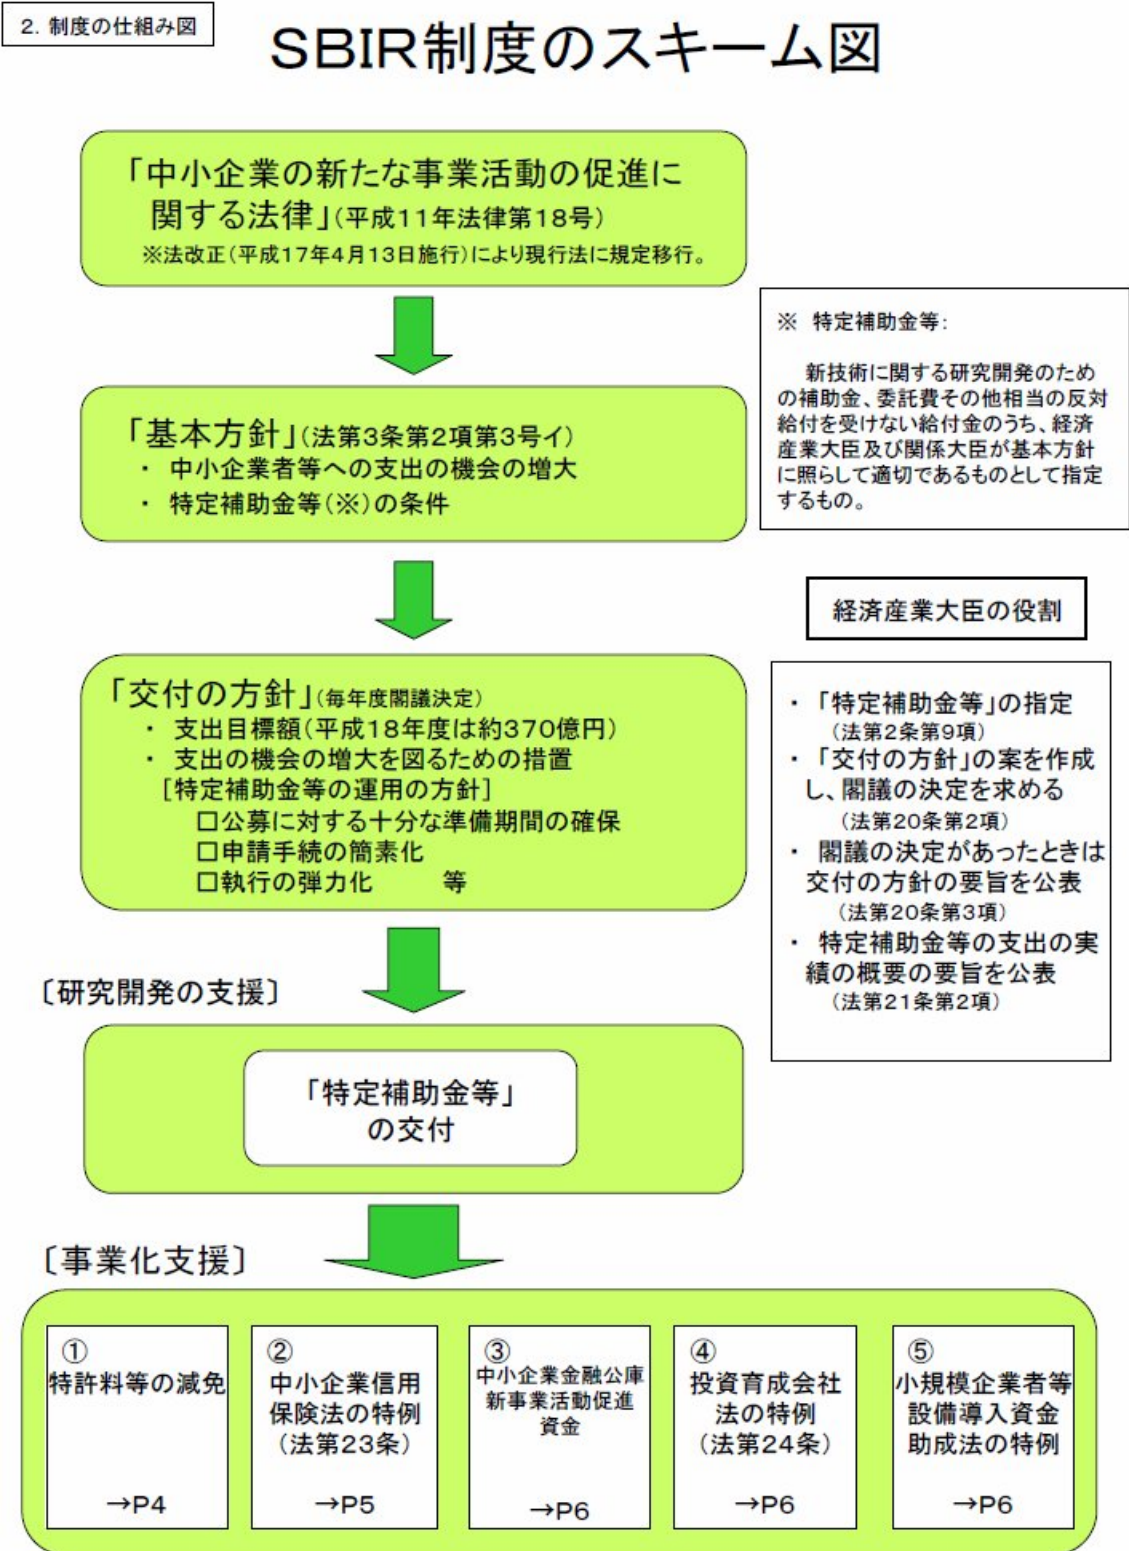 2. 制度の仕組み図
SBIR制度のスキーム図
「中小企業の新たな事業活動の促進に
関する法律」(平成11年法律第18号)
※法改正(平成17年4月13日施行)により現行法に規定移行。
※ 特定補助金等:
新技術に関する研究開発のため
の補助金、委託費その他相当の反対
給付を受けない給付金のうち、経済
産業大臣及び関係大臣が基本方針
に照らして適切であるものとして指定
するもの。
「基本方針」(法第3条第2項第3号イ)
・ 中小企業者等への支出の機会の増大
・ 特定補助金等(※)の条件
経済産業大臣の役割
「交付の方針」(毎年度閣議決定)
・ 支出目標額(平成18年度は約370億円)
・ 支出の機会の増大を図るための措置
[特定補助金等の運用の方針]
□公募に対する十分な準備期間の確保
□申請手続の簡素化
□執行の弾力化 等
・ 「特定補助金等」の指定
(法第2条第9項)
・ 「交付の方針」の案を作成
し、閣議の決定を求める
(法第20条第2項)
・ 閣議の決定があったときは
交付の方針の要旨を公表
(法第20条第3項)
・ 特定補助金等の支出の実
績の概要の要旨を公表
(法第21条第2項)
〔研究開発の支援〕
「特定補助金等」
の交付
〔事業化支援〕
①
特許料等の減免
→P4
②
中小企業信用
保険法の特例
(法第23条)
→P5
③
中小企業金融公庫
新事業活動促進
資金
→P6
④
投資育成会社
法の特例
(法第24条)
→P6
⑤
小規模企業者等
設備導入資金
助成法の特例
→P6